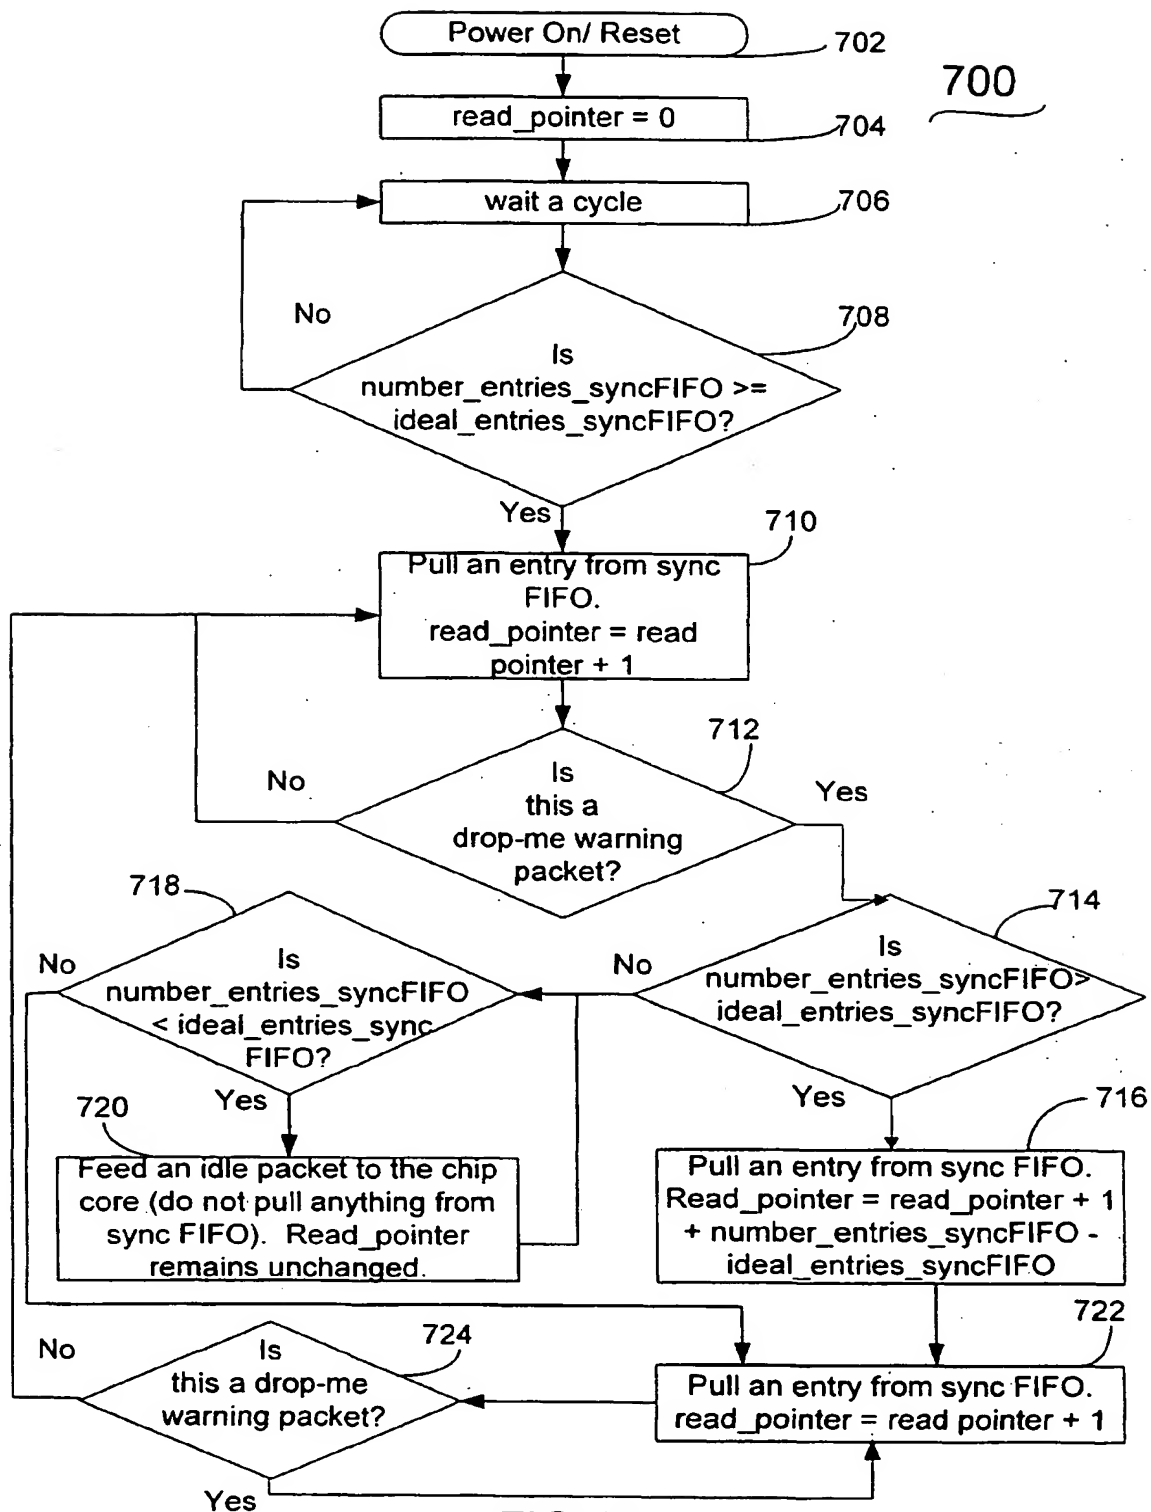 Power On/ Reset
702
700
read_pointer = 0
704
wait a cycle
706
No
708
Is
number_entries_syncFIFO >=
ideal_entries_syncFIFO?
Yes
710
Pull an entry from sync
FIFO.
read_pointer = read
pointer + 1
712
No
Is
this a
drop-me warning
packet?
Yes
718
714
No
Is
number_entries_syncFIFO
< ideal_entries_sync
FIFO?
No
Is
number_entries_syncFIFO>
ideal_entries_syncFIFO?
Yes
Yes
720
716
Feed an idle packet to the chip
core (do not pull anything from
sync FIFO). Read_pointer
remains unchanged.
Pull an entry from sync FIFO.
Read_pointer = read_pointer + 1
+ number_entries_syncFIFO -
ideal_entries_syncFIFO
722
724
No
Is
this a drop-me
warning packet?
Pull an entry from sync FIFO.
read_pointer = read pointer + 1
Yes